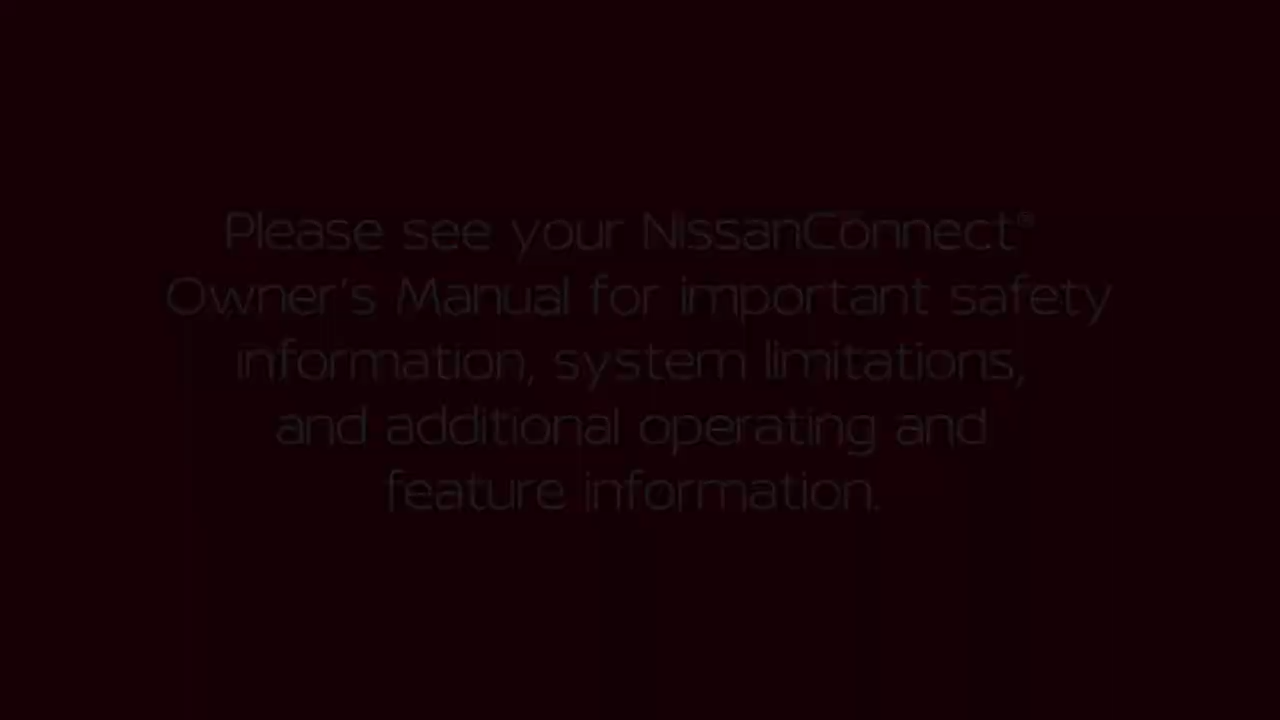 Please see your NissanConnect®
Owner's Manual for important safety
information, system limitations,
and additional operating and
feature information.